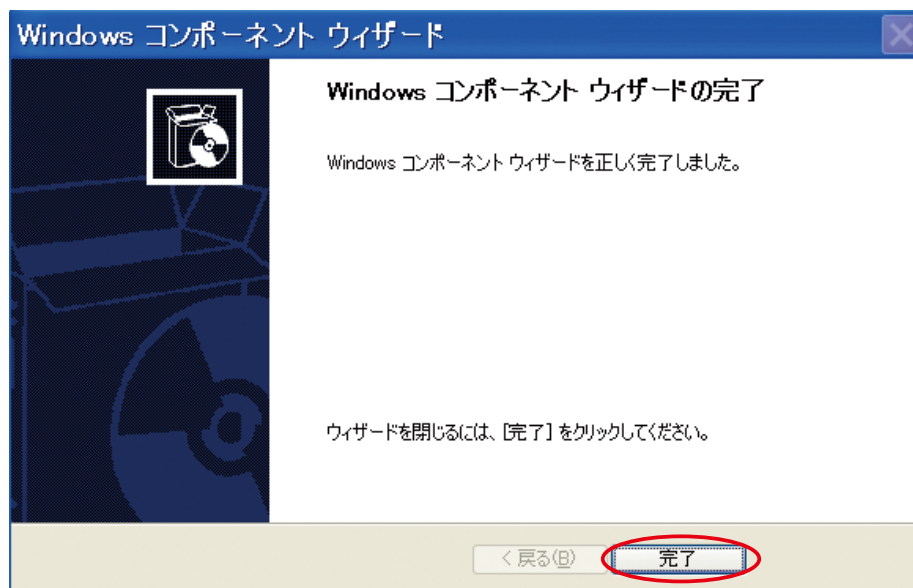 Windows コンポーネント ウィザード
Windows コンポーネント ウィザードの完了
Windows コンポーネント ウィザードを正しく完了しました。
ウィザードを閉じるには、[完了] をクリックしてください。
< 戻る(B)
完了